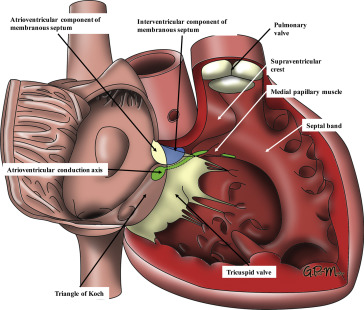 Atrioventricular component of
membranous septum
Interventricular component of
membranous septum
Pulmonary
valve
Supraventricular
crest
Medial papillary muscle
Septal band
Atrioventricular conduction axis
Tricuspid valve
Triangle of Koch